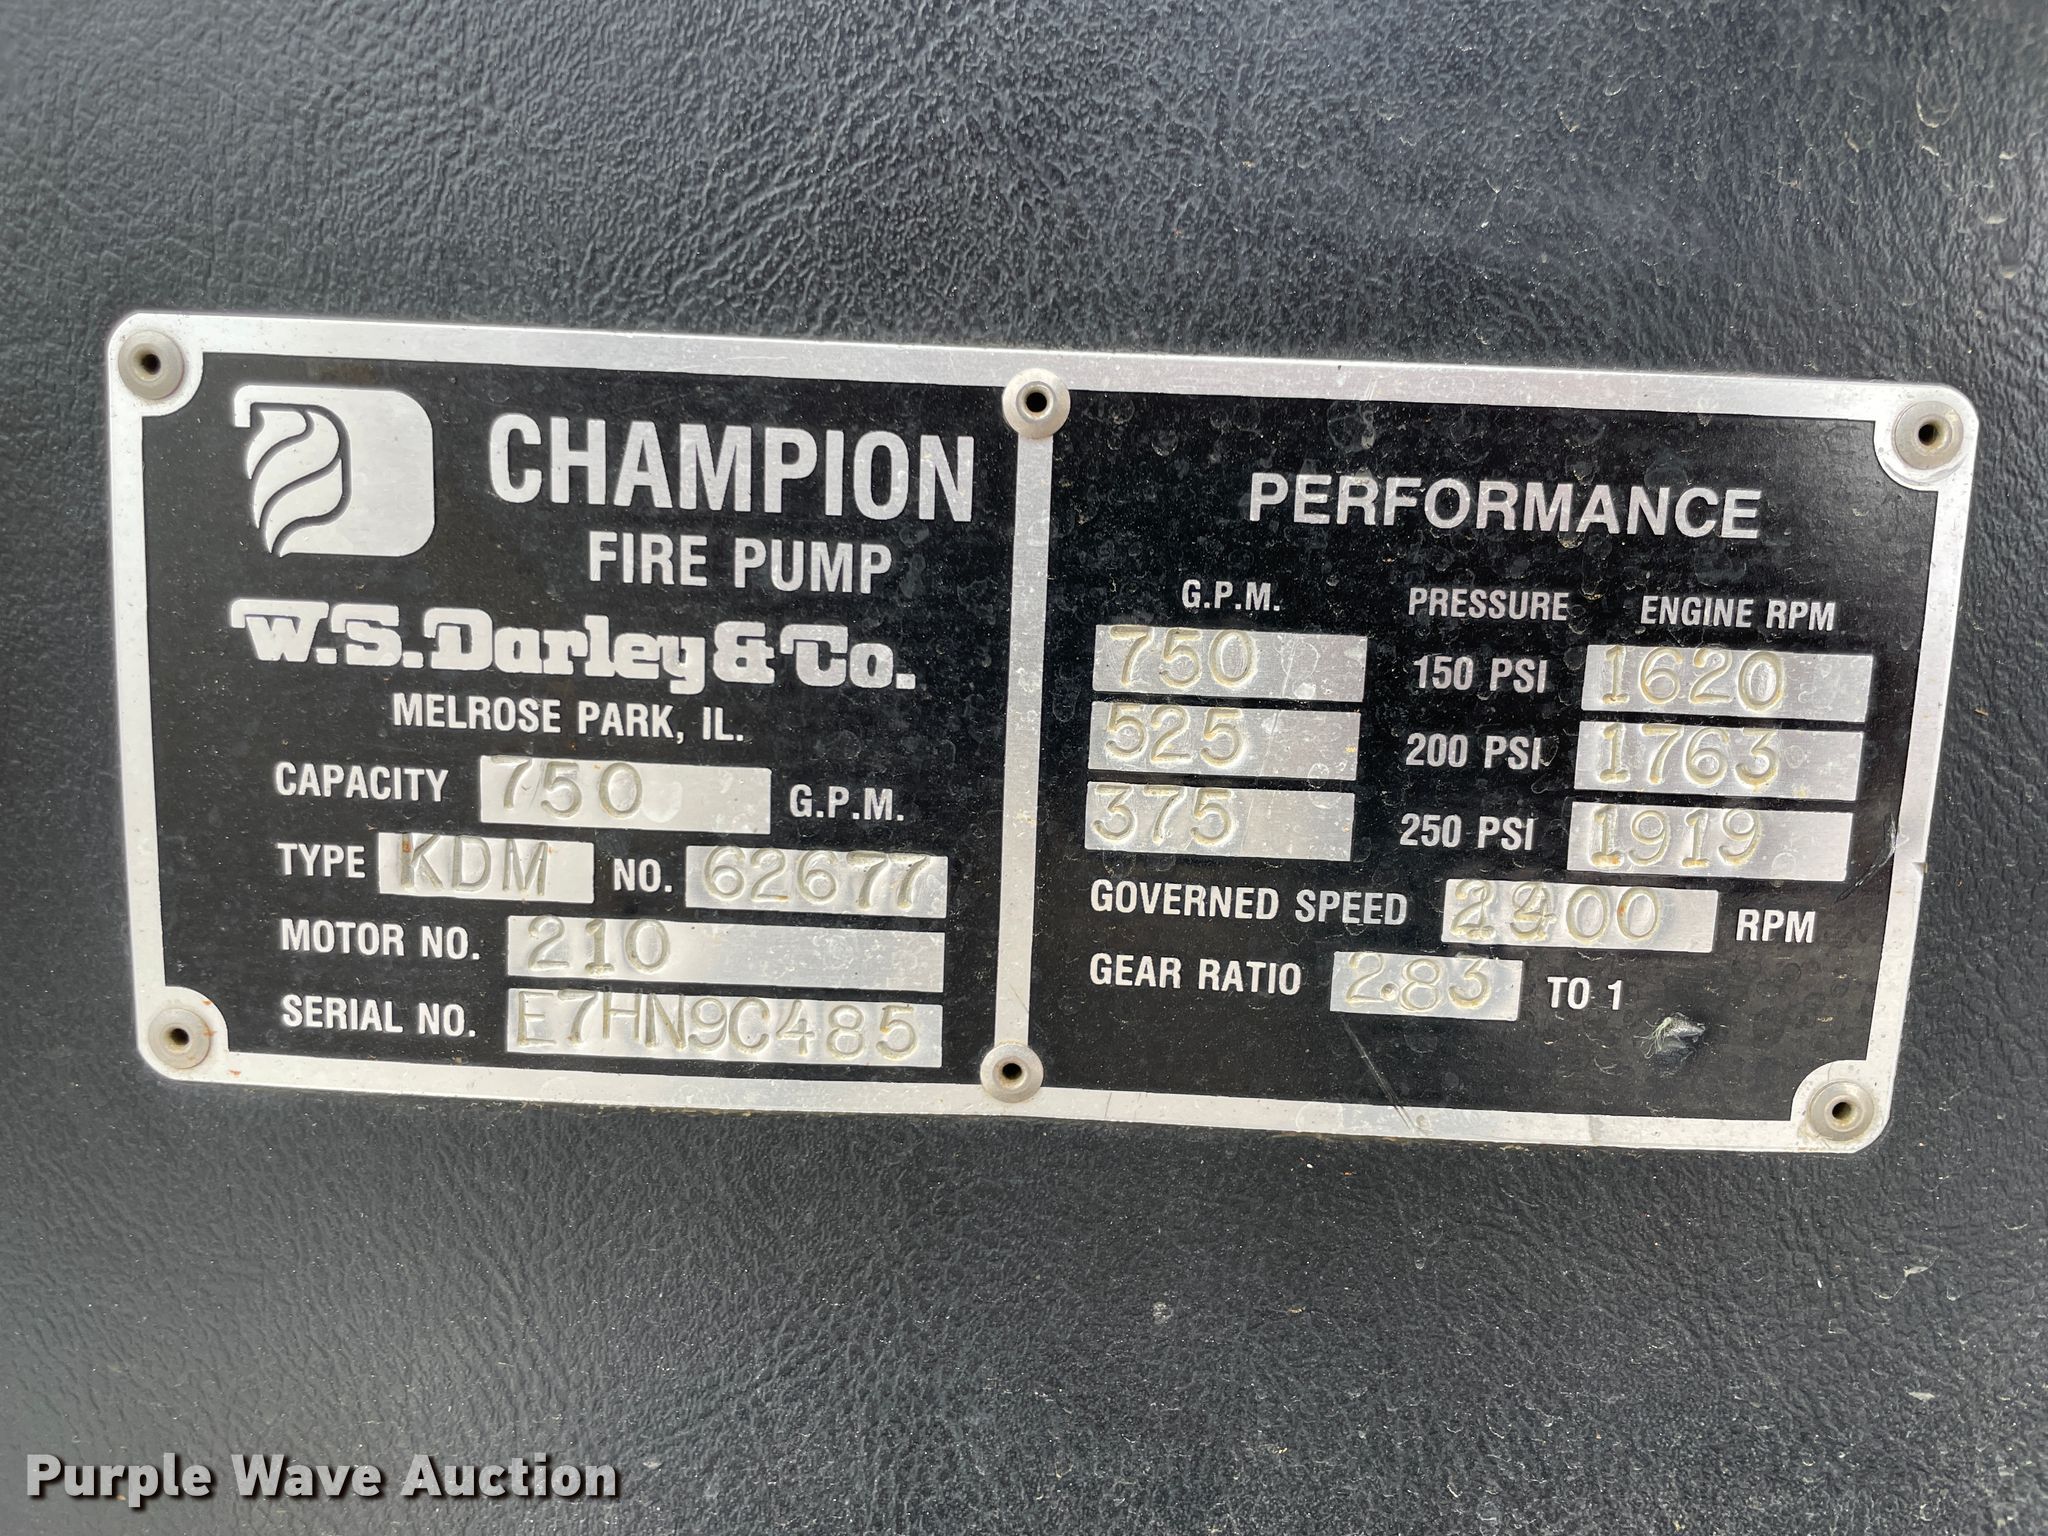 CHAMPION
FIRE PUMP
W.S. Darley & Co.
MELROSE PARK, IL.
CAPACITY 750 G.P.M.
TYPE KDM NO. 62677
MOTOR NO. 210
SERIAL NO. E7HN9C485
PERFORMANCE
G.P.M. PRESSURE ENGINE RPM
750 150 PSI 1620
525 200 PSI 1763
375 250 PSI 1919
GOVERNED SPEED RPM
GEAR RATIO 2.83 TO 1
Purple Wave Auction